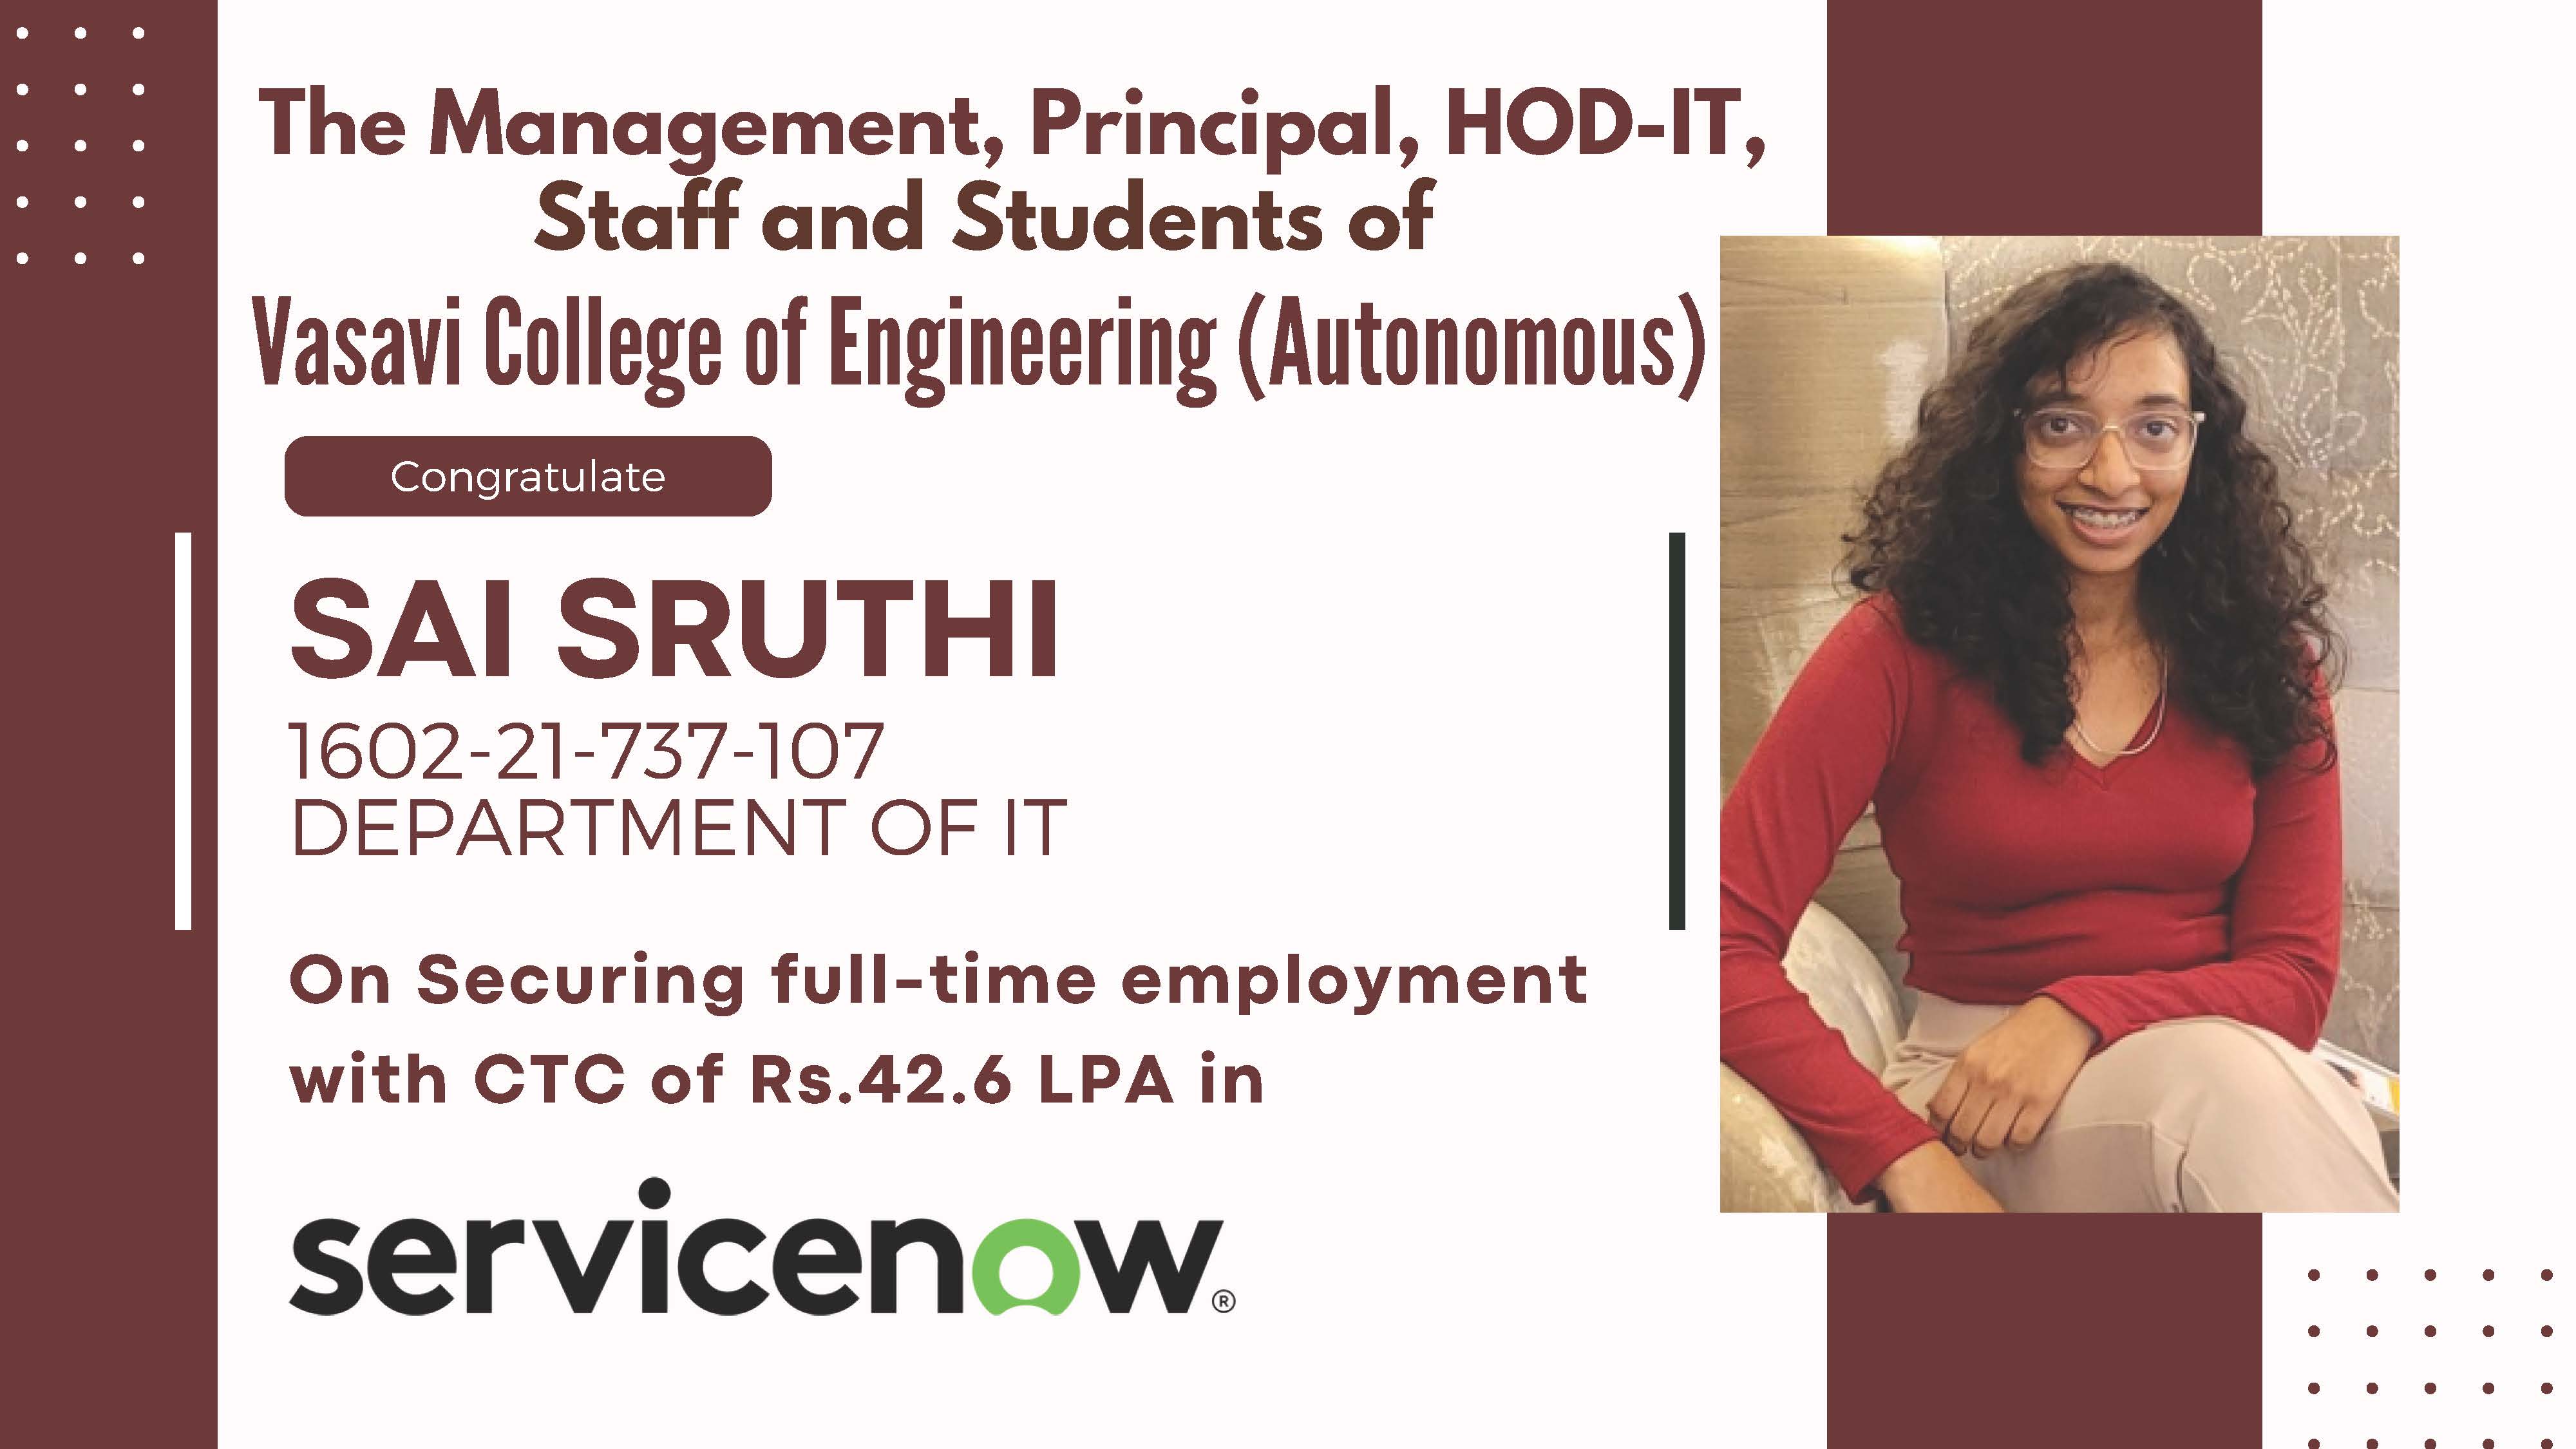 The Management, Principal, HOD-IT,
Staff and Students of
Vasavi College of Engineering (Autonomous)
Congratulate
SAI SRUTHI
1602-21-737-107
DEPARTMENT OF IT
On Securing full-time employment
with CTC of Rs.42.6 LPA in
servicenow®